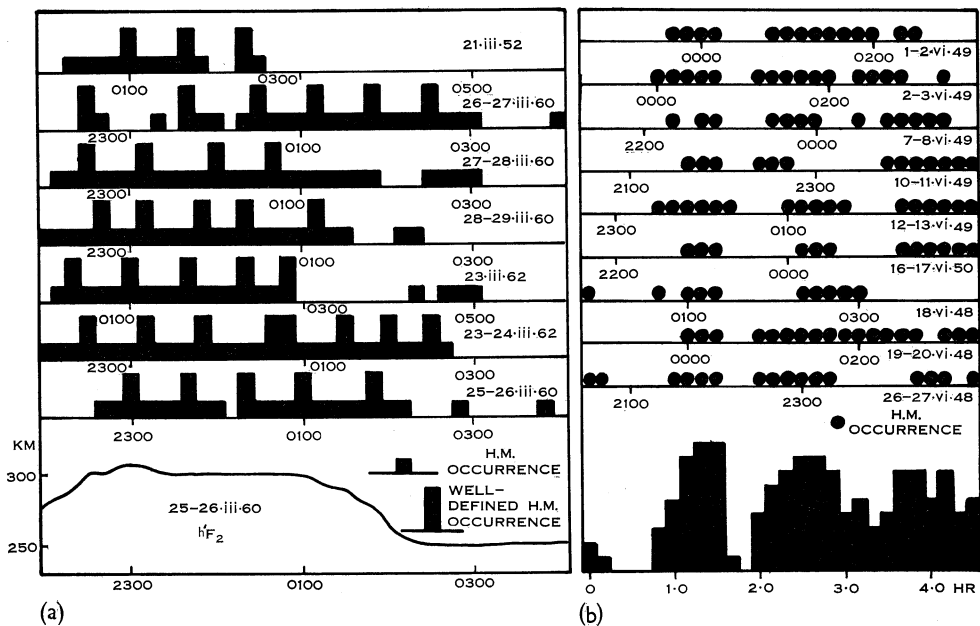 21·iii·52
0100 0300 0500
26–27·iii·60
2300 0100 0300
27–28·iii·60
2300 0100 0300
28–29·iii·60
2300 0100 0300
23·iii·62
0100 0300 0500
23–24·iii·62
2300 0100 0300
25–26·iii·60
2300 0100 0300
KM
300
250
H.M.
OCCURRENCE
WELL–
DEFINED H.M.
OCCURRENCE
25–26·iii·60
h'F2
2300 0100 0300
(a)
0000 0200
1–2·vi·49
0000 0200
2–3·vi·49
2200 0000
7–8·vi·49
2100 2300
10–11·vi·49
2300 0100
12–13·vi·49
2200 0000
16–17·vi·50
0100 0300
18·vi·48
0000 0200
19–20·vi·48
2100 2300
26–27·vi·48
H.M.
OCCURRENCE
0 1·0 2·0 3·0 4·0 HR
(b)